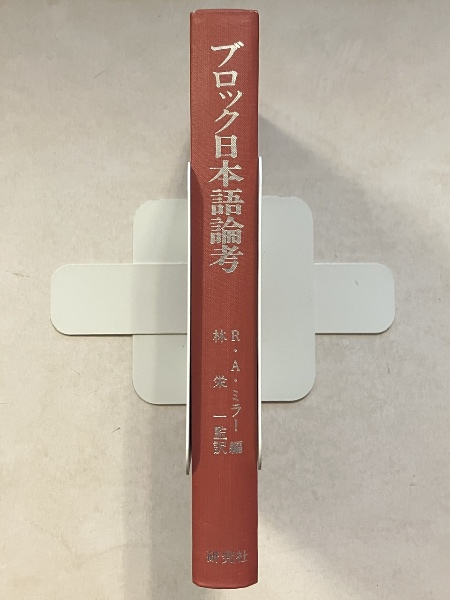 ブロック日本語論考
R・A・ミラー編
林栄一監訳
研究社